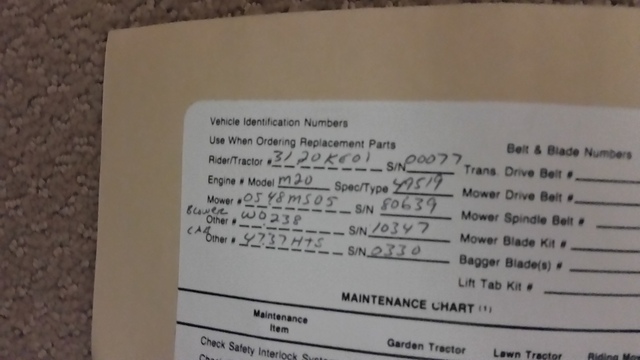 Vehicle Identification Numbers
Use When Ordering Replacement Parts
Belt & Blade Numbers
Rider/Tractor # 3120K601 S/N 00077 Trans. Drive Belt #
Engine # Model M20 Spec/Type 49519 Mower Drive Belt #
Mower # 0548MS05 S/N 80639 Mower Spindle Belt #
BLOWER
Other # WO238 S/N 10347 Mower Blade Kit #
CAB
Other # 4737HTS S/N 0330 Bagger Blade(s) #
Lift Tab Kit #
MAINTENANCE CHART (1)
Maintenance
Item
Garden Tractor Lawn Tractor Riding
Check Safety Interlock